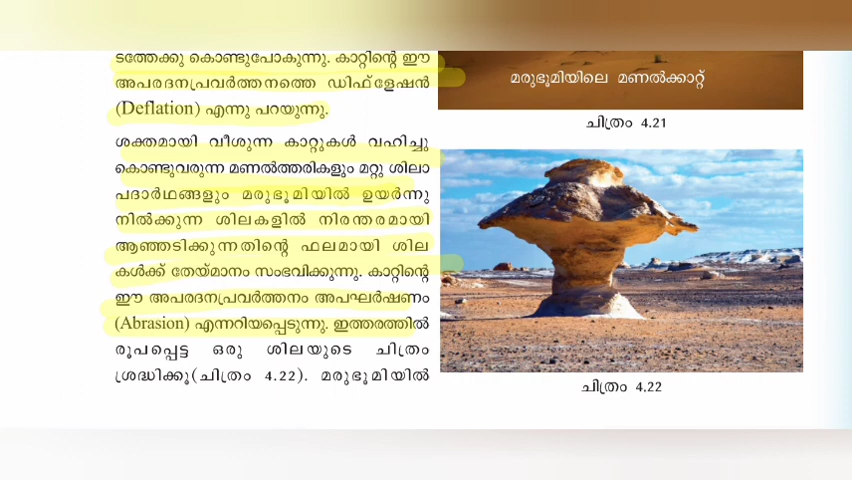 ടത്തേക്കു കൊണ്ടുപോകുന്നു. കാറ്റിന്റെ ഈ
അപരദനപ്രവർത്തനത്തെ ഡിഫ്ളേഷൻ
(Deflation) എന്നു പറയുന്നു.
ശക്തമായി വീശുന്ന കാറ്റുകൾ വഹിച്ചു
കൊണ്ടുവരുന്ന മണൽത്തരികളും മറ്റു ശിലാ
പദാർഥങ്ങളും മരുഭൂമിയിൽ ഉയർന്നു
നിൽക്കുന്ന ശിലകളിൽ നിരന്തരമായി
ആഞ്ഞടിക്കുന്നതിന്റെ ഫലമായി ശില
കൾക്ക് തേയ്മാനം സംഭവിക്കുന്നു. കാറ്റിന്റെ
ഈ അപരദനപ്രവർത്തനം അപഘർഷണം
(Abrasion) എന്നറിയപ്പെടുന്നു. ഇത്തരത്തിൽ
രൂപപ്പെട്ട ഒരു ശിലയുടെ ചിത്രം
ശ്രദ്ധിക്കൂ(ചിത്രം 4.22). മരുഭൂമിയിൽ
മരുഭൂമിയിലെ മണൽക്കാറ്റ്
ചിത്രം 4.21
ചിത്രം 4.22